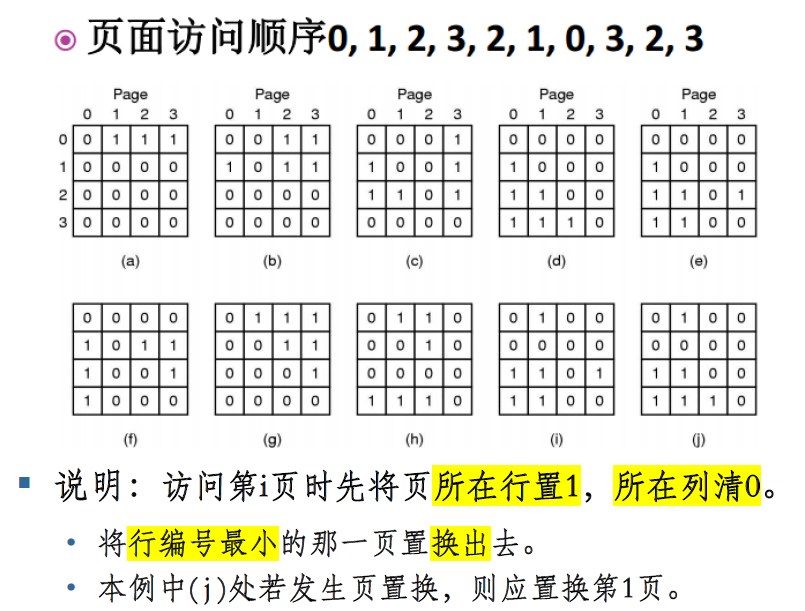 页面访问顺序0, 1, 2, 3, 2, 1, 0, 3, 2, 3
Page Page Page Page Page
0 1 2 3 0 1 2 3 0 1 2 3 0 1 2 3 0 1 2 3
0 0 1 1 1 0 0 1 1 0 0 0 1 0 0 0 0 0 0 0 0
1 0 0 0 0 1 0 1 1 1 0 0 1 1 0 0 0 1 0 0 0
2 0 0 0 0 0 0 0 0 1 1 0 1 1 1 0 0 1 1 0 1
3 0 0 0 0 0 0 0 0 0 0 0 0 1 1 1 0 1 1 0 0
(a) (b) (c) (d) (e)
0 0 0 0 0 1 1 1 0 1 1 0 0 1 0 0 0 1 0 0
1 0 1 1 0 0 1 1 0 0 1 0 0 0 0 0 0 0 0 0
1 0 0 1 0 0 0 1 0 0 0 0 1 1 0 1 1 1 0 0
1 0 0 0 0 0 0 0 1 1 1 0 1 1 0 0 1 1 1 0
(f) (g) (h) (i) (j)
说明：访问第i页时先将页所在行置1，所在列清0。
将行编号最小的那一页置换出去。
本例中(j)处若发生页置换，则应置换第1页。